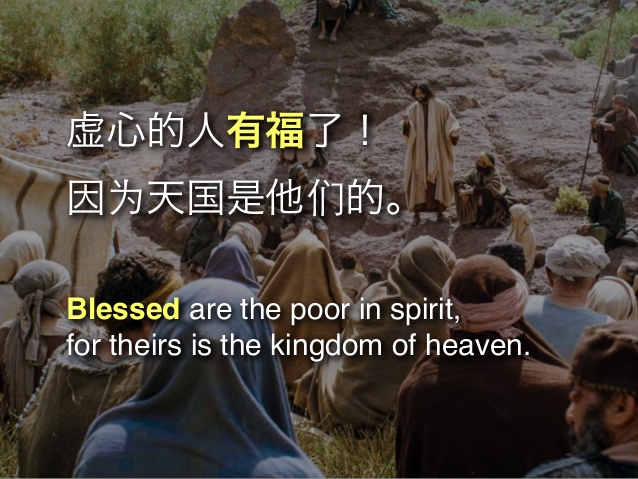 虚心的人有福了！
因为天国是他们的。
Blessed are the poor in spirit,
for theirs is the kingdom of heaven.